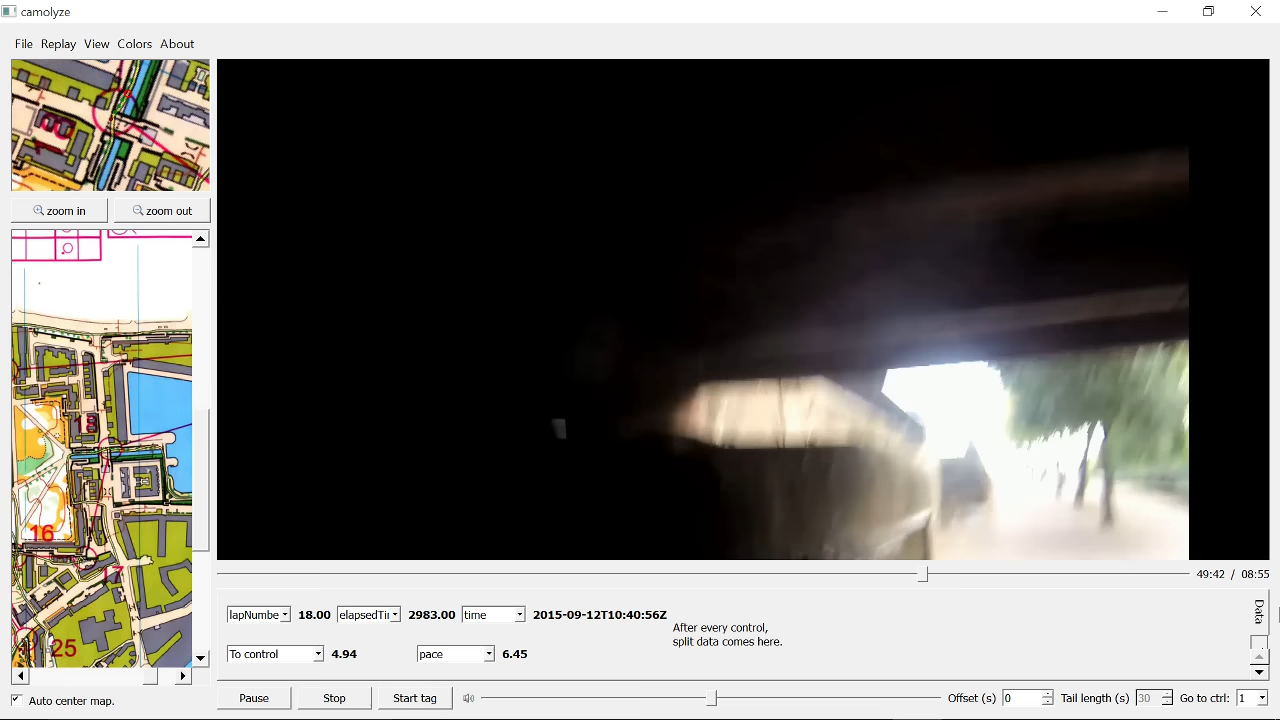 camolyze
File Replay View Colors About
zoom in zoom out
18
16
17
25
49:42 / 08:55
lapNumbe 18.00 elapsedTii 2983.00 time 2015-09-12T10:40:56Z
After every control,
split data comes here.
Data
To control 4.94 pace 6.45
Auto center map.
Pause Stop Start tag Offset (s) 0 Tail length (s) 30 Go to ctrl: 1